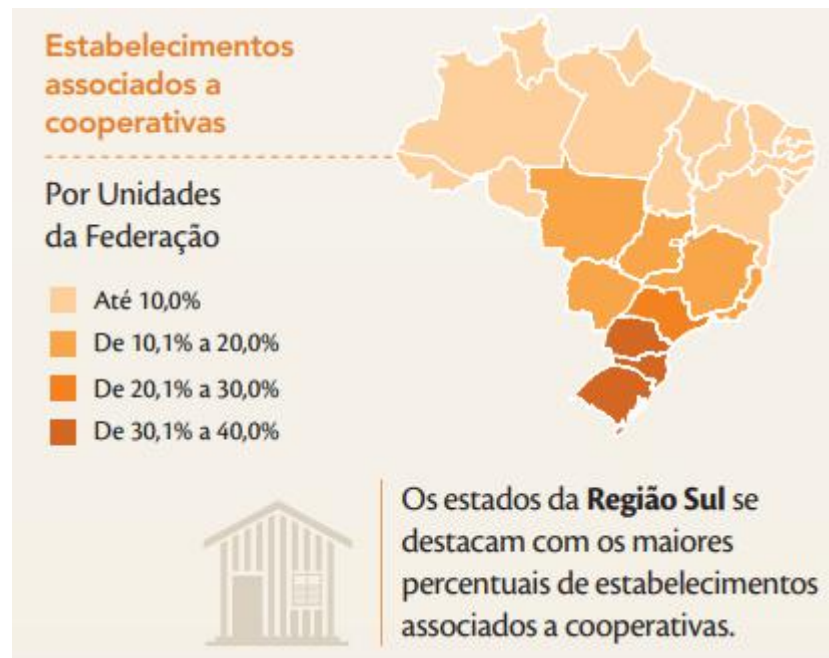 Estabelecimentos
associados a
cooperativas
Por Unidades
da Federação
Até 10,0%
De 10,1% a 20,0%
De 20,1% a 30,0%
De 30,1% a 40,0%
Os estados da Região Sul se
destacam com os maiores
percentuais de estabelecimentos
associados a cooperativas.